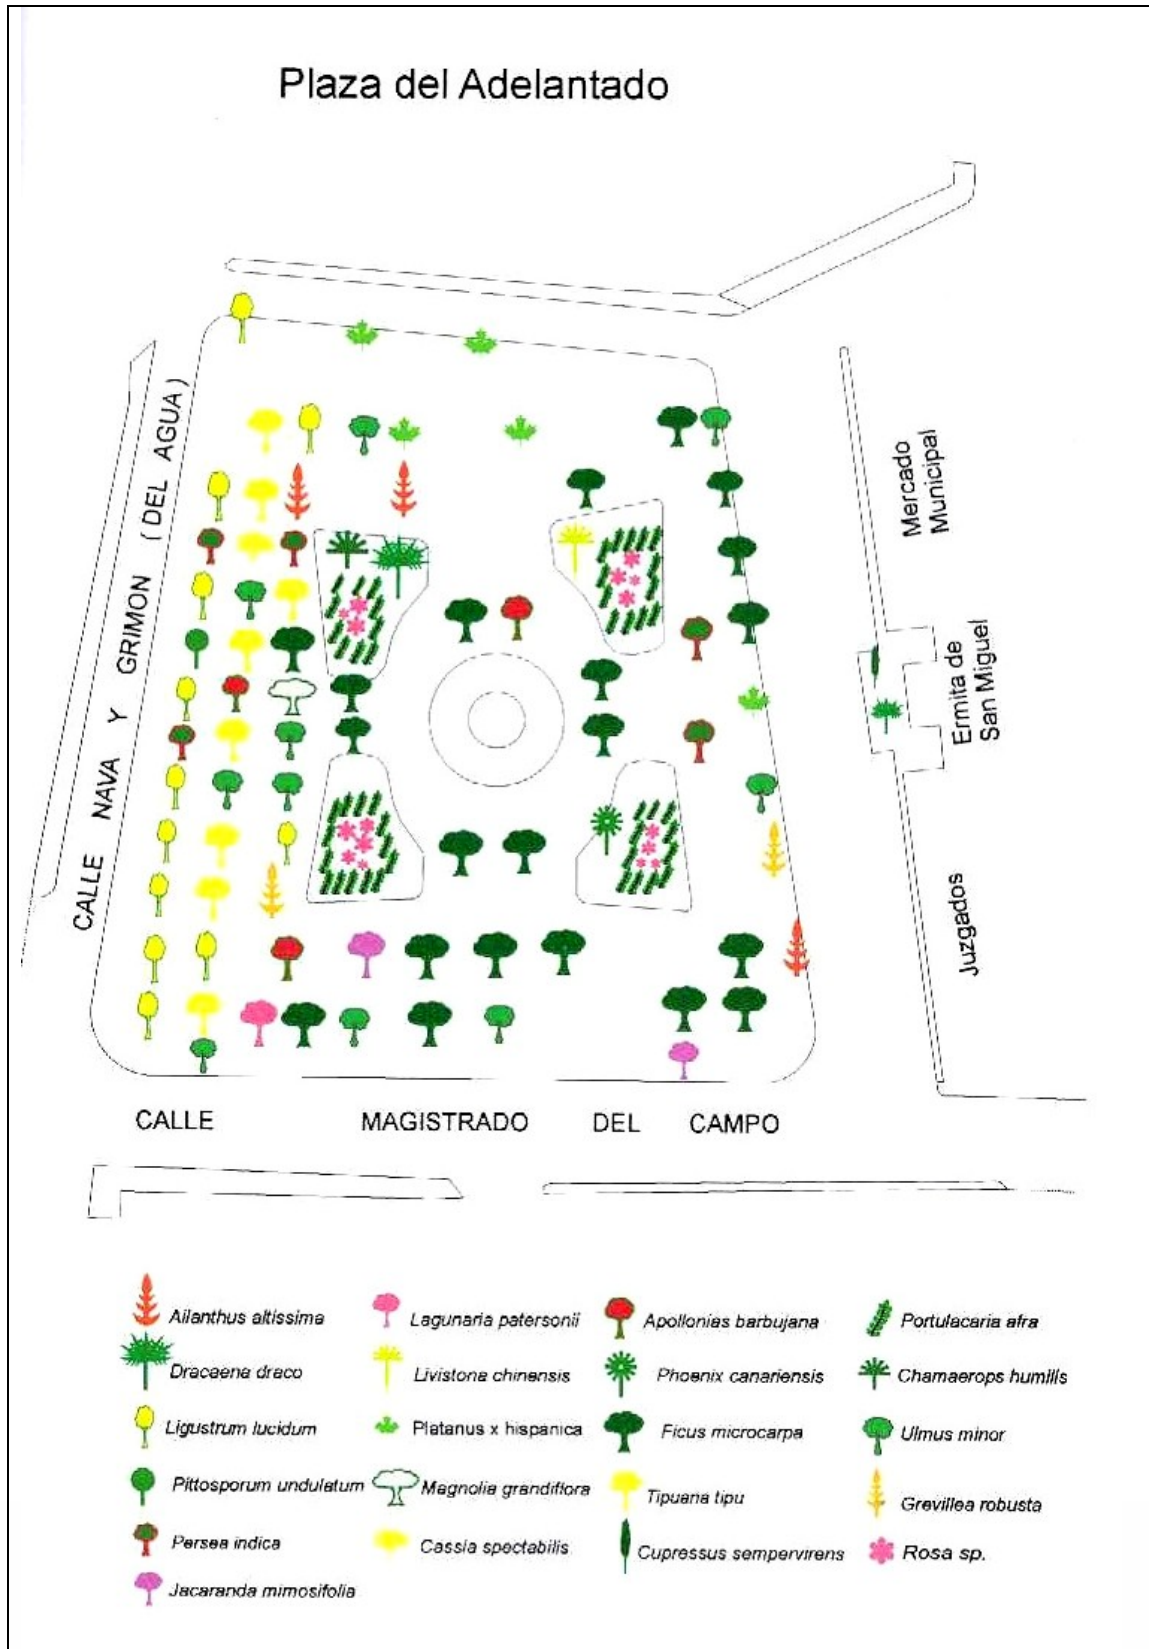 Plaza del Adelantado
CALLE NAVA Y GRIMON (DEL AGUA)
Mercado
Municipal
Ermita de
San Miguel
Juzgados
CALLE MAGISTRADO DEL CAMPO
Ailanthus altissima
Lagunaria patersonii
Apollonias barbujana
Portulacaria afra
Dracaena draco
Livistona chinensis
Phoenix canariensis
Chamaerops humilis
Ligustrum lucidum
Platanus x hispanica
Ficus microcarpa
Ulmus minor
Pittosporum undulatum
Magnolia grandiflora
Tipuana tipu
Grevillea robusta
Persea indica
Cassia spectabilis
Cupressus sempervirens
Rosa sp.
Jacaranda mimosifolia